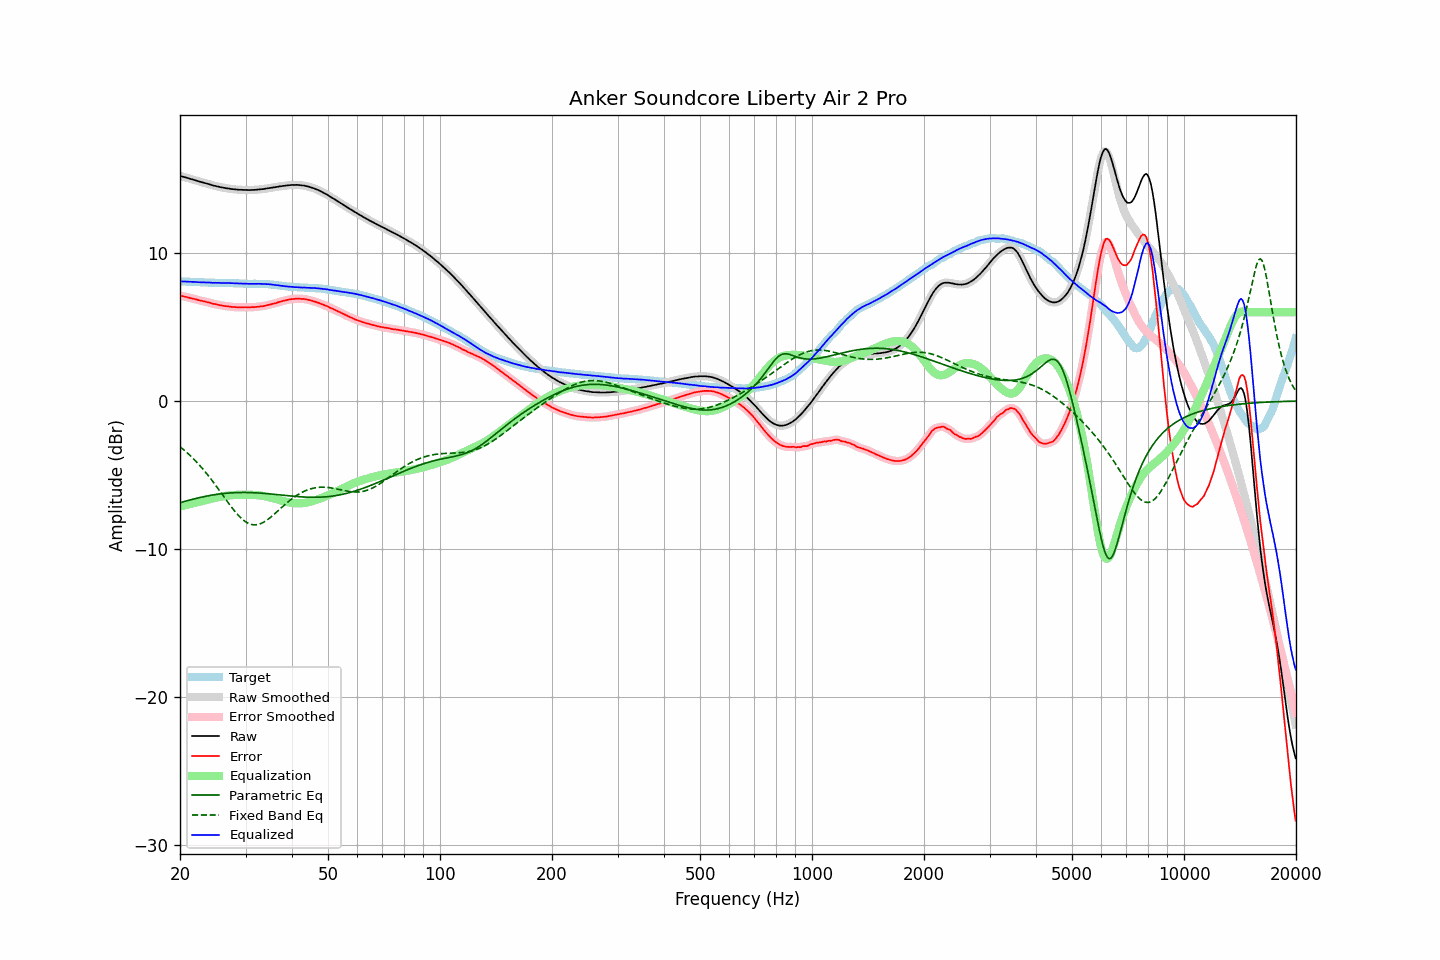 Anker Soundcore Liberty Air 2 Pro
Amplitude (dBr)
10
0
−10
−20
−30
Target
Raw Smoothed
Error Smoothed
Raw
Error
Equalization
Parametric Eq
Fixed Band Eq
Equalized
20 50 100 200 500 1000 2000 5000 10000 20000
Frequency (Hz)